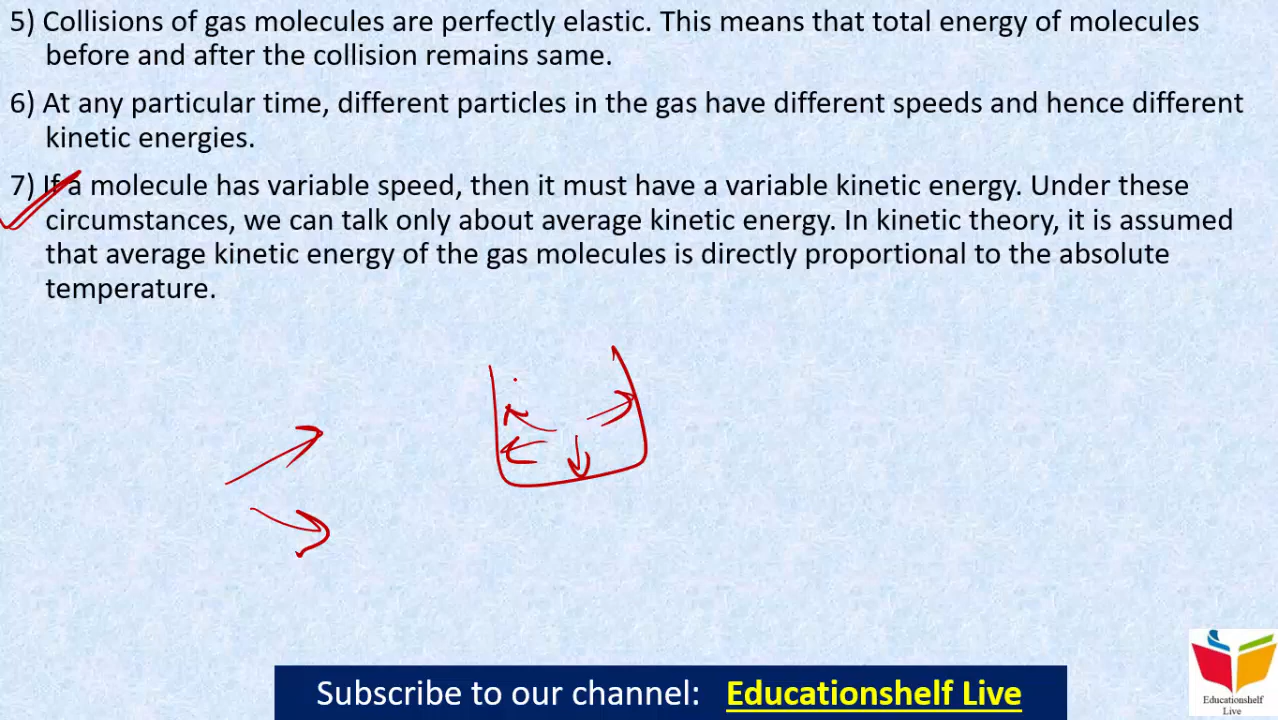 5) Collisions of gas molecules are perfectly elastic. This means that total energy of molecules
before and after the collision remains same.
6) At any particular time, different particles in the gas have different speeds and hence different
kinetic energies.
7) If a molecule has variable speed, then it must have a variable kinetic energy. Under these
circumstances, we can talk only about average kinetic energy. In kinetic theory, it is assumed
that average kinetic energy of the gas molecules is directly proportional to the absolute
temperature.
Subscribe to our channel: Educationshelf Live
Educationshelf
Live